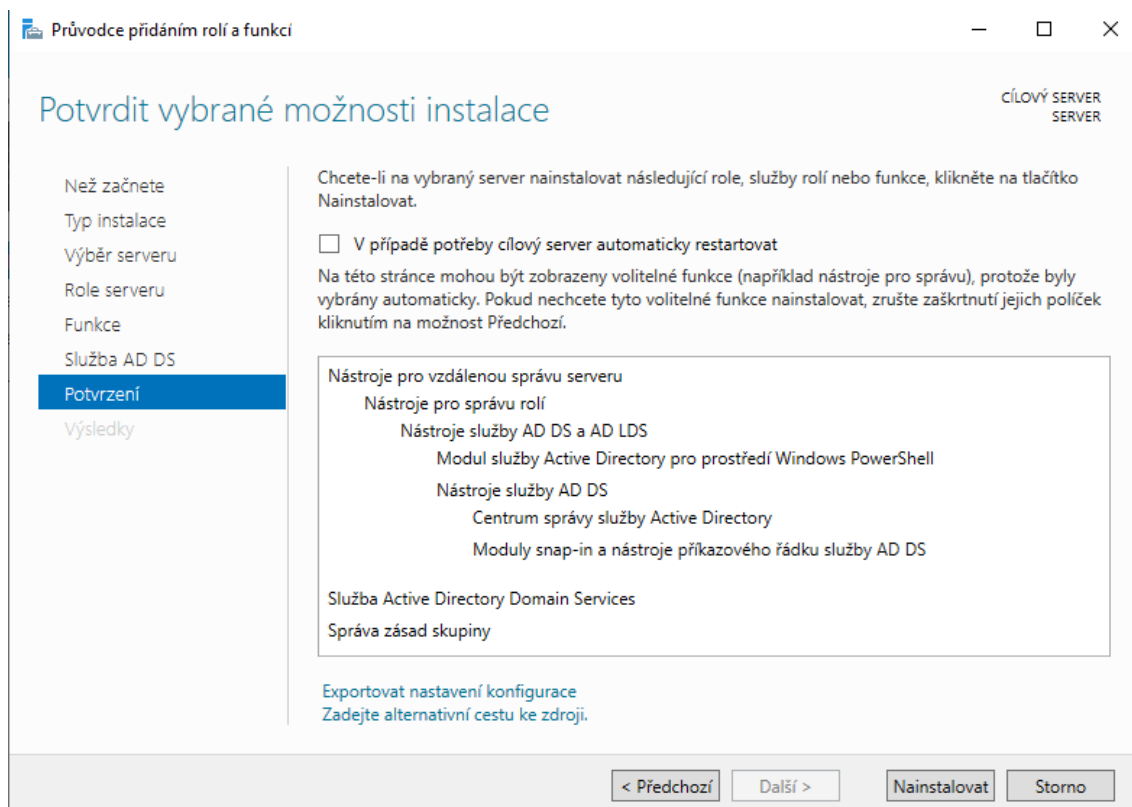 Průvodce přidáním rolí a funkcí
Potvrdit vybrané možnosti instalace
CÍLOVÝ SERVER
SERVER
Než začnete
Typ instalace
Výběr serveru
Role serveru
Funkce
Služba AD DS
Potvrzení
Výsledky
Chcete-li na vybraný server nainstalovat následující role, služby rolí nebo funkce, klikněte na tlačítko
Nainstalovat.
V případě potřeby cílový server automaticky restartovat
Na této stránce mohou být zobrazeny volitelné funkce (například nástroje pro správu), protože byly
vybrány automaticky. Pokud nechcete tyto volitelné funkce nainstalovat, zrušte zaškrtnutí jejich políček
kliknutím na možnost Předchozí.
Nástroje pro vzdálenou správu serveru
Nástroje pro správu rolí
Nástroje služby AD DS a AD LDS
Modul služby Active Directory pro prostředí Windows PowerShell
Nástroje služby AD DS
Centrum správy služby Active Directory
Moduly snap-in a nástroje příkazového řádku služby AD DS
Služba Active Directory Domain Services
Správa zásad skupiny
Exportovat nastavení konfigurace
Zadejte alternativní cestu ke zdroji.
< Předchozí
Další >
Nainstalovat
Storno